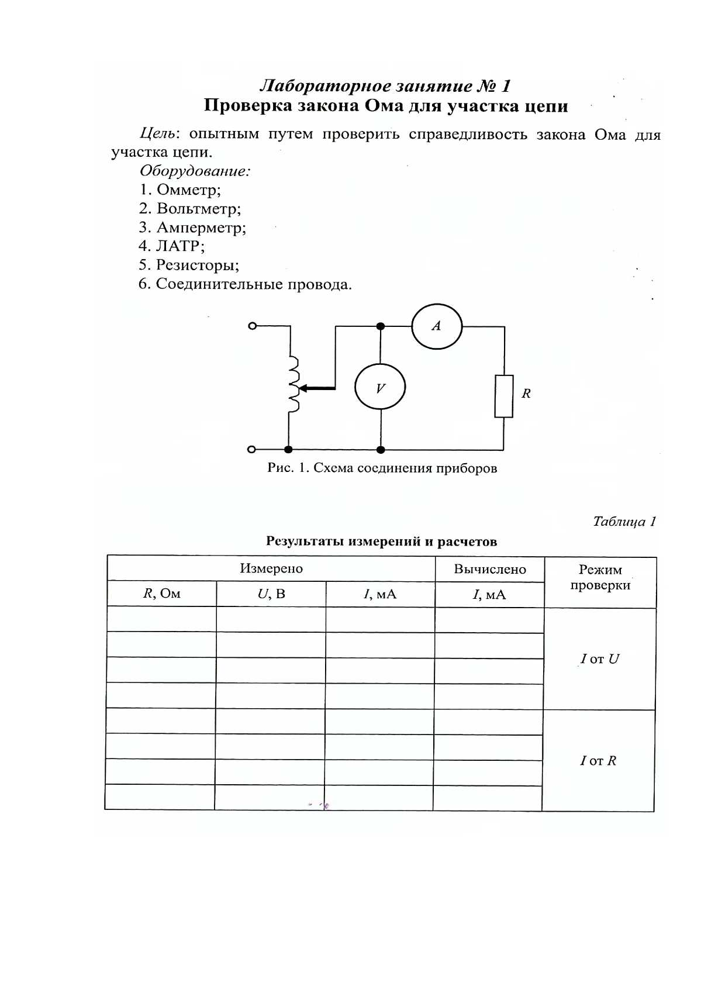 Лабораторное занятие № 1
Проверка закона Ома для участка цепи
Цель: опытным путем проверить справедливость закона Ома для
участка цепи.
Оборудование:
1. Омметр;
2. Вольтметр;
3. Амперметр;
4. ЛАТР;
5. Резисторы;
6. Соединительные провода.
A
V
R
Рис. 1. Схема соединения приборов
Таблица 1
Результаты измерений и расчетов
Измерено Вычислено Режим
проверки
R, Ом U, В I, мА I, мА
I от U
I от R